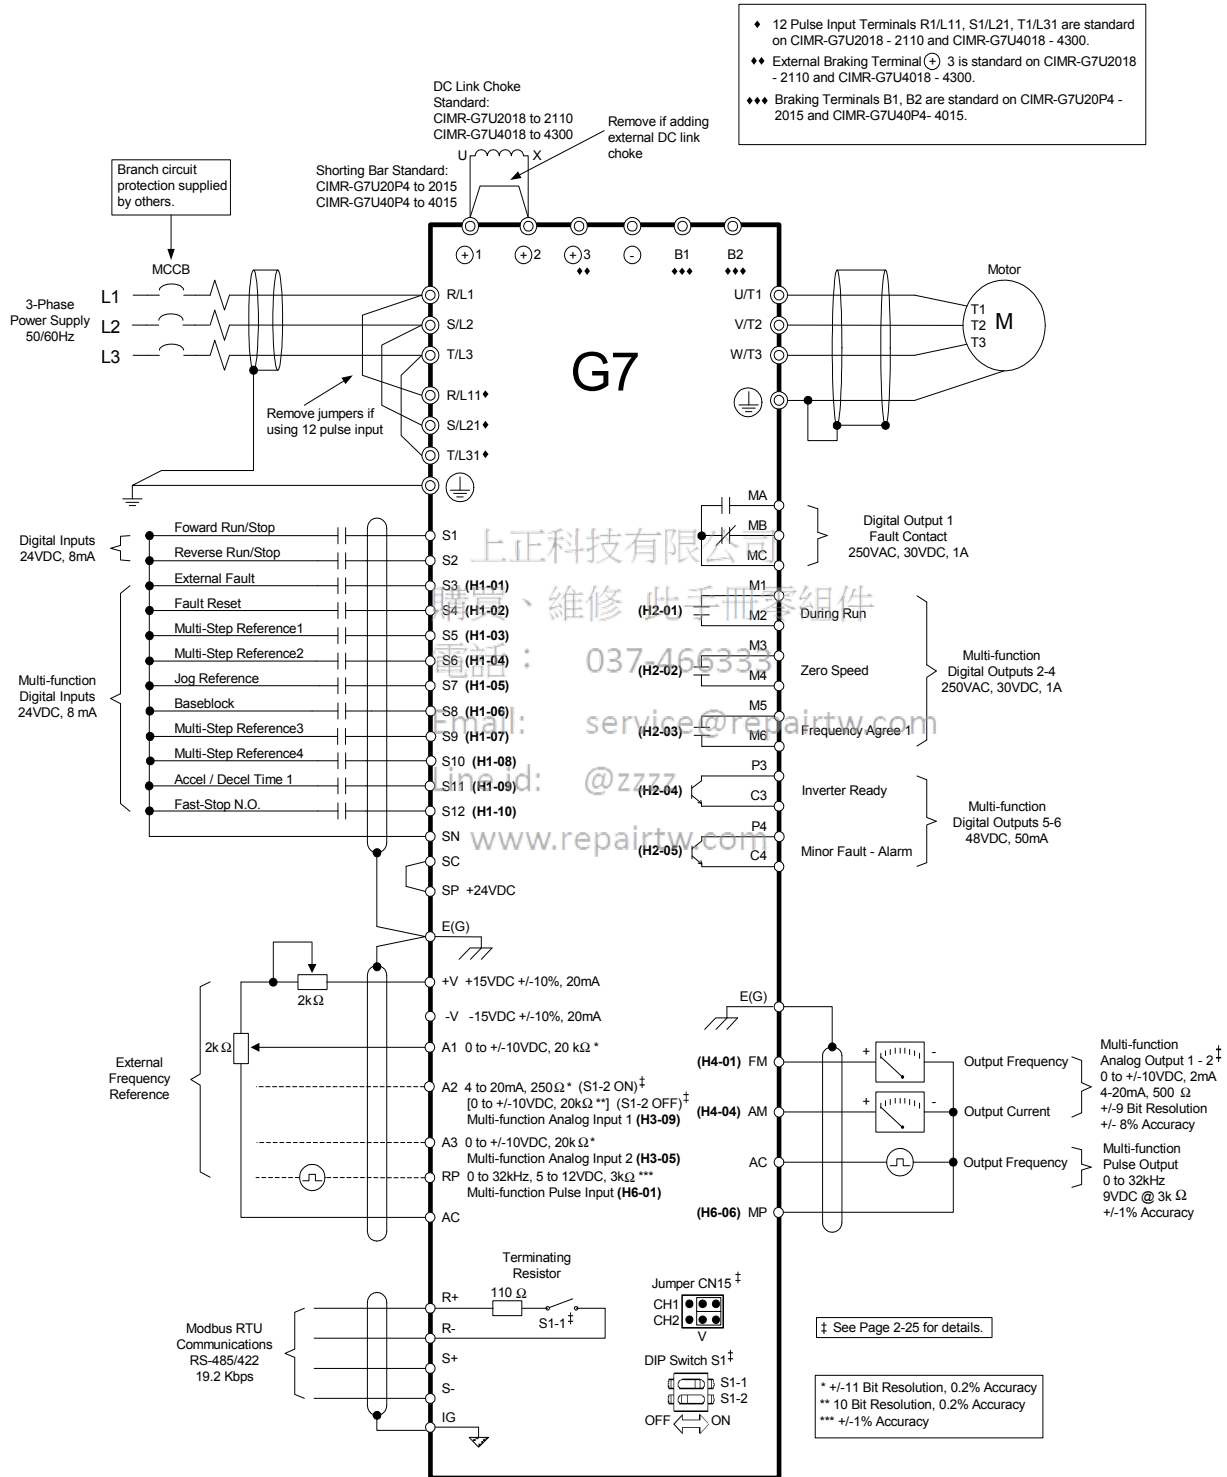 ♦ 12 Pulse Input Terminals R1/L11, S1/L21, T1/L31 are standard
on CIMR-G7U2018 - 2110 and CIMR-G7U4018 - 4300.
♦♦ External Braking Terminal (+) 3 is standard on CIMR-G7U2018
- 2110 and CIMR-G7U4018 - 4300.
♦♦♦ Braking Terminals B1, B2 are standard on CIMR-G7U20P4 -
2015 and CIMR-G7U40P4- 4015.
DC Link Choke
Standard:
CIMR-G7U2018 to 2110
CIMR-G7U4018 to 4300
Remove if adding
external DC link
choke
U X
Shorting Bar Standard:
CIMR-G7U20P4 to 2015
CIMR-G7U40P4 to 4015
Branch circuit
protection supplied
by others.
MCCB
3-Phase
Power Supply
50/60Hz
L1
L2
L3
(+)1
(+)2
(+)3
♦♦
(-)
B1
♦♦♦
B2
♦♦♦
R/L1
S/L2
T/L3
R/L11♦
S/L21♦
T/L31♦
Remove jumpers if
using 12 pulse input
G7
U/T1
V/T2
W/T3
Motor
T1
T2
T3
M
Digital Inputs
24VDC, 8mA
Foward Run/Stop
S1
Reverse Run/Stop
S2
Multi-function
Digital Inputs
24VDC, 8 mA
External Fault
S3 (H1-01)
Fault Reset
S4 (H1-02)
Multi-Step Reference1
S5 (H1-03)
Multi-Step Reference2
S6 (H1-04)
Jog Reference
S7 (H1-05)
Baseblock
S8 (H1-06)
Multi-Step Reference3
S9 (H1-07)
Multi-Step Reference4
S10 (H1-08)
Accel / Decel Time 1
S11 (H1-09)
Fast-Stop N.O.
S12 (H1-10)
SN
SC
SP +24VDC
E(G)
MA
MB
MC
Digital Output 1
Fault Contact
250VAC, 30VDC, 1A
(H2-01)
M1
M2
During Run
(H2-02)
M3
M4
Zero Speed
(H2-03)
M5
M6
Frequency Agree 1
Multi-function
Digital Outputs 2-4
250VAC, 30VDC, 1A
(H2-04)
P3
C3
Inverter Ready
(H2-05)
P4
C4
Minor Fault - Alarm
Multi-function
Digital Outputs 5-6
48VDC, 50mA
上正科技有限公司
購買、維修 此手冊零組件
電話： 037-466333
Email: service@repairtw.com
Line id: @zzzz
www.repairtw.com
External
Frequency
Reference
2kΩ
2kΩ
+V +15VDC +/-10%, 20mA
-V -15VDC +/-10%, 20mA
A1 0 to +/-10VDC, 20 kΩ *
A2 4 to 20mA, 250Ω * (S1-2 ON)‡
[0 to +/-10VDC, 20kΩ **] (S1-2 OFF)‡
Multi-function Analog Input 1 (H3-09)
A3 0 to +/-10VDC, 20kΩ *
Multi-function Analog Input 2 (H3-05)
RP 0 to 32kHz, 5 to 12VDC, 3kΩ ***
Multi-function Pulse Input (H6-01)
AC
E(G)
(H4-01) FM
+ -
Output Frequency
(H4-04) AM
+ -
Output Current
Multi-function
Analog Output 1 - 2‡
0 to +/-10VDC, 2mA
4-20mA, 500 Ω
+/-9 Bit Resolution
+/- 8% Accuracy
AC
Output Frequency
(H6-06) MP
Multi-function
Pulse Output
0 to 32kHz
9VDC @ 3k Ω
+/-1% Accuracy
Modbus RTU
Communications
RS-485/422
19.2 Kbps
R+
R-
S+
S-
IG
Terminating
Resistor
110 Ω
S1-1‡
Jumper CN15‡
CH1
CH2
V
DIP Switch S1‡
S1-1
S1-2
OFF ON
‡ See Page 2-25 for details.
* +/-11 Bit Resolution, 0.2% Accuracy
** 10 Bit Resolution, 0.2% Accuracy
*** +/-1% Accuracy